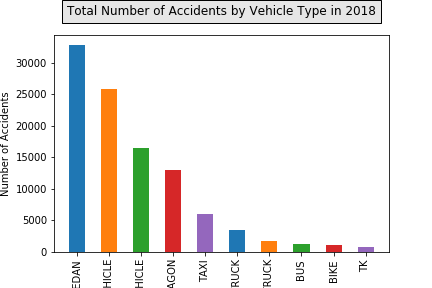 Total Number of Accidents by Vehicle Type in 2018
Number of Accidents
30000
25000
20000
15000
10000
5000
0
EDAN
HICLE
HICLE
AGON
TAXI
RUCK
RUCK
BUS
BIKE
TK